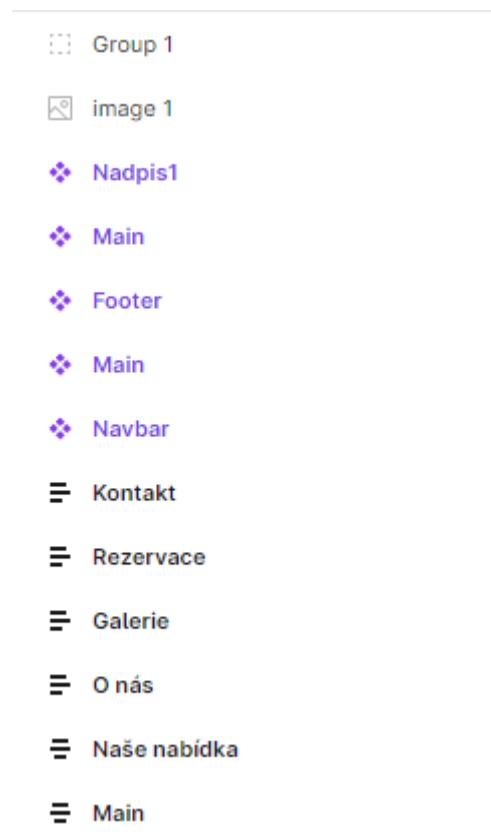 Group 1
image 1
Nadpis1
Main
Footer
Main
Navbar
Kontakt
Rezervace
Galerie
O nás
Naše nabídka
Main